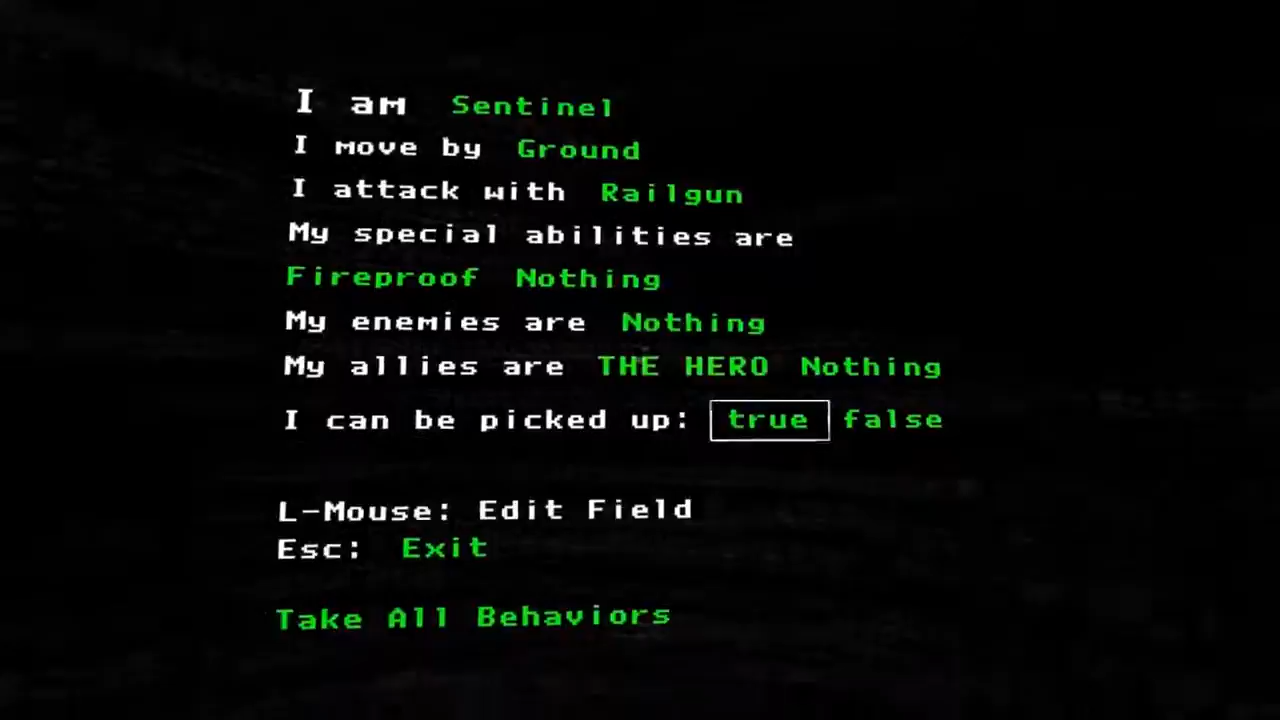 I am Sentinel
I move by Ground
I attack with Railgun
My special abilities are
Fireproof Nothing
My enemies are Nothing
My allies are THE HERO Nothing
I can be picked up: true false
L-Mouse: Edit Field
Esc: Exit
Take All Behaviors